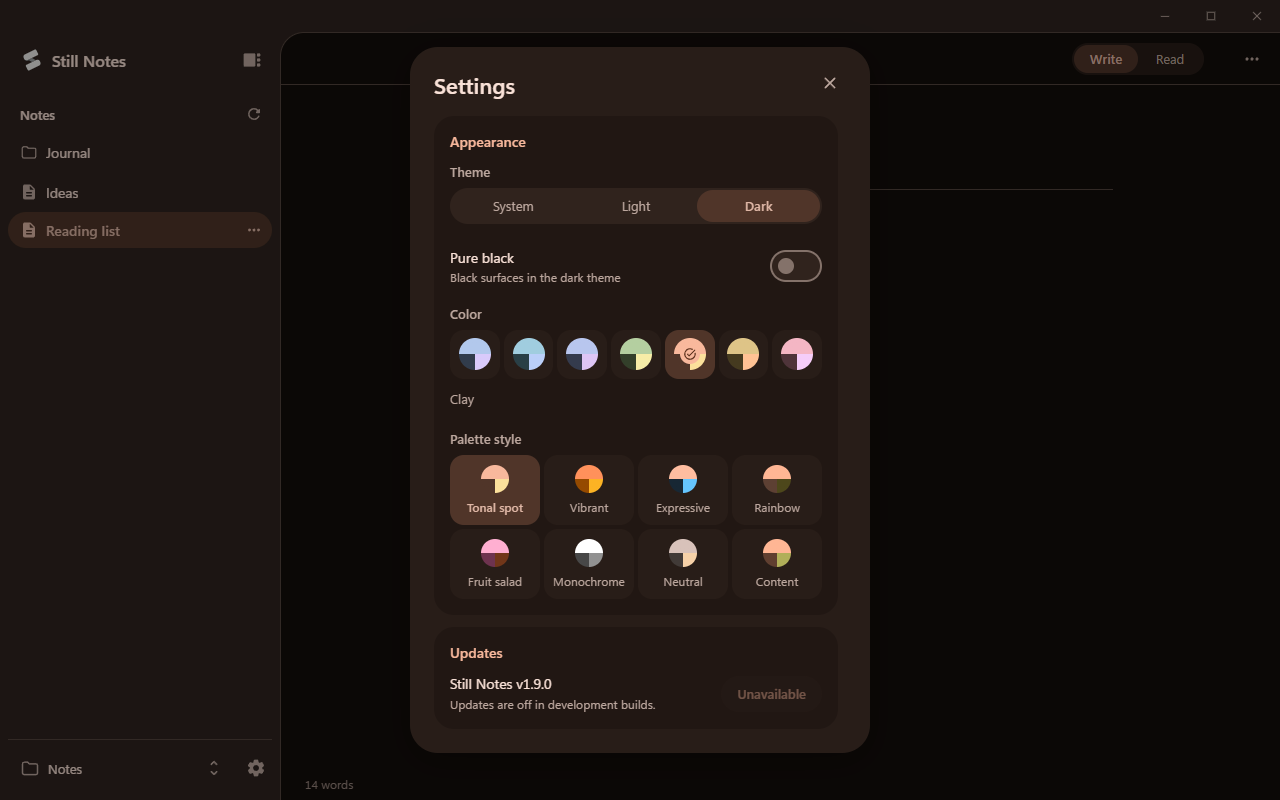 Still Notes
Write
Read
Notes
Journal
Ideas
Reading list
Settings
Appearance
Theme
System
Light
Dark
Pure black
Black surfaces in the dark theme
Color
Clay
Palette style
Tonal spot
Vibrant
Expressive
Rainbow
Fruit salad
Monochrome
Neutral
Content
Updates
Still Notes v1.9.0
Updates are off in development builds.
Unavailable
Notes
14 words